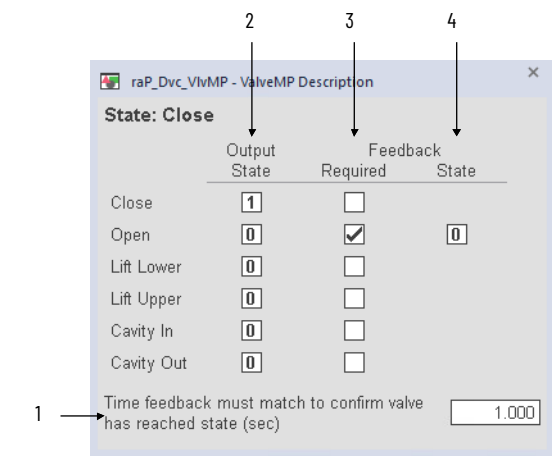 2 3 4
raP_Dvc_VlvMP - ValveMP Description ×
State: Close
Output Feedback
State Required State
Close 1
Open 0 ✓ 0
Lift Lower 0
Lift Upper 0
Cavity In 0
Cavity Out 0
Time feedback must match to confirm valve
1 has reached state (sec) 1.000